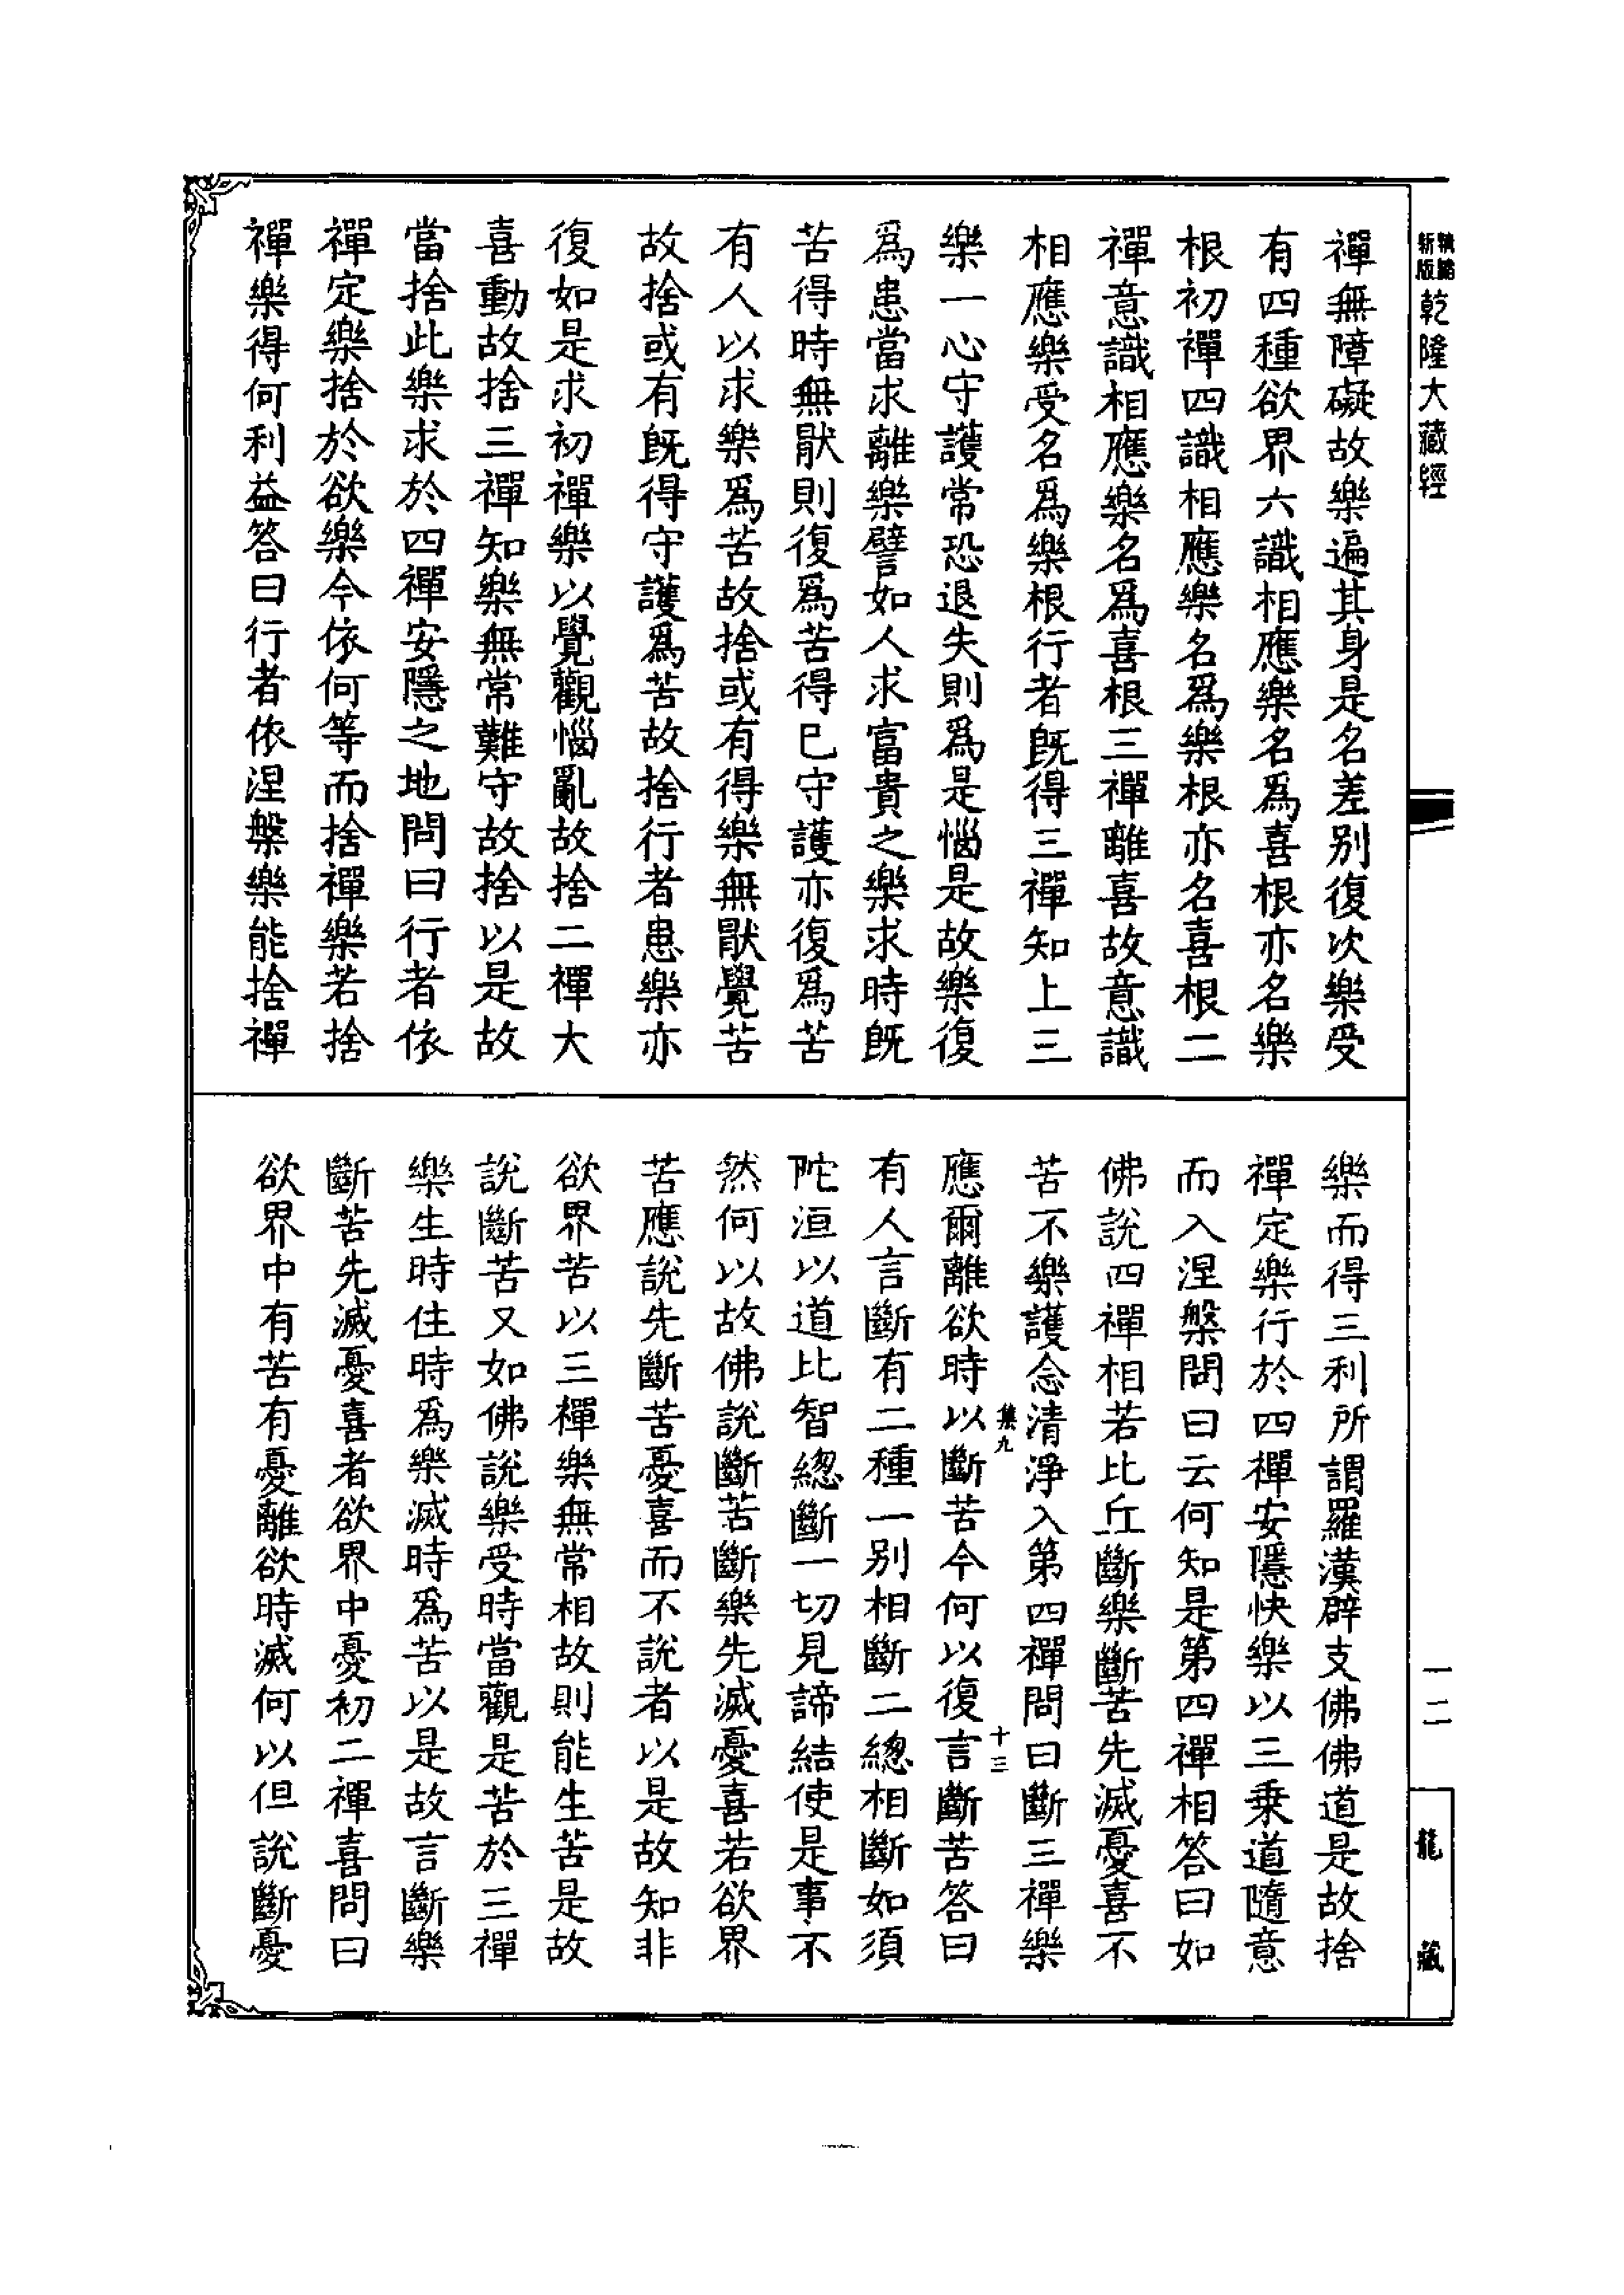 新版
乾隆大藏經
禪無障礙故樂遍其身是名差別復次樂受
有四種欲界六識相應樂名爲喜根亦名樂
根初禪四識相應樂名爲樂根亦名喜根二
禪意識相應樂名爲喜根三禪離喜故意識
相應樂受名爲樂根行者旣得三禪知上三
樂一心守護常恐退失則爲是惱是故樂復
爲患當求離樂譬如人求富貴之樂求時旣
苦得時無猒則復爲苦得已守護亦復爲苦
有人以求樂爲苦故捨或有得樂無猒覺苦
故捨或有旣得守護爲苦故捨行者患樂亦
復如是求初禪樂以覺觀惱亂故捨二禪大
喜動故捨三禪知樂無常難守故捨以是故
當捨此樂求於四禪安隱之地問曰行者依
禪定樂捨於欲樂今依何等而捨禪樂若捨
禪樂得何利益答曰行者依涅槃樂能捨禪
樂而得三利所謂羅漢辟支佛佛道是故捨
禪定樂行於四禪安隱快樂以三乗道隨意
而入涅槃問曰云何知是第四禪相答曰如
佛說四禪相若比丘斷樂斷苦先滅憂喜不
苦不樂護念清淨入第四禪問曰斷三禪樂
集九
十三
應爾離欲時以斷苦今何以復言斷苦答曰
有人言斷有二種一別相斷二總相斷如須
陀洹以道比智總斷一切見諦結使是事不
然何以故佛說斷苦斷樂先滅憂喜若欲界
苦應說先斷苦憂喜而不說者以是故知非
欲界苦以三禪樂無常相故則能生苦是故
說斷苦又如佛說樂受時當觀是苦於三禪
樂生時住時爲樂滅時爲苦以是故言斷樂
斷苦先滅憂喜者欲界中憂初二禪喜問曰
欲界中有苦有憂離欲時滅何以但說斷憂
一二
龍藏